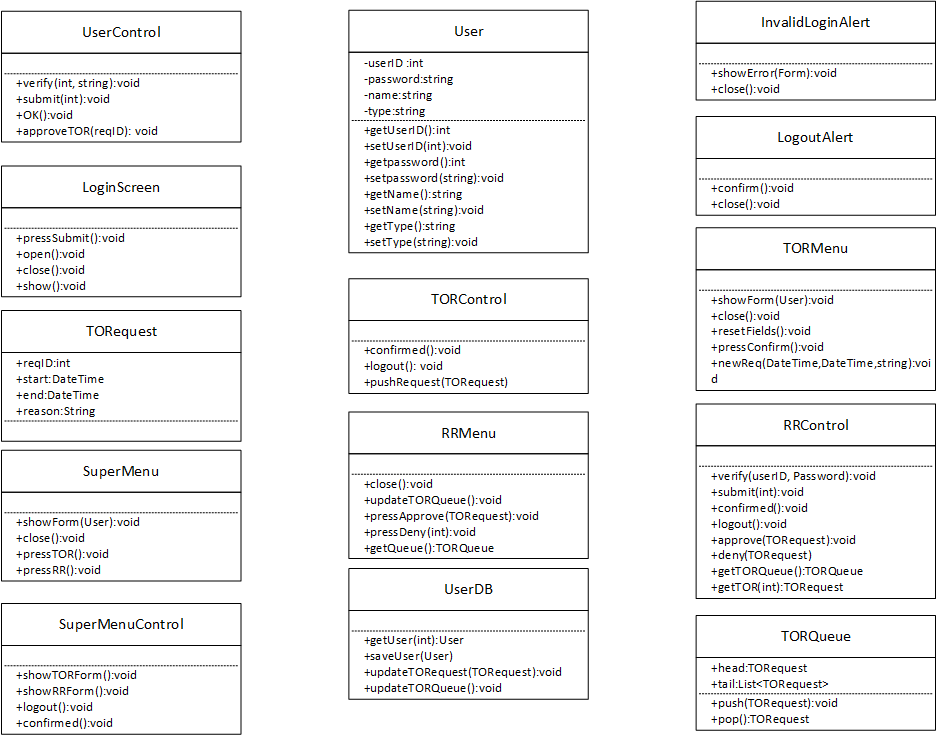 UserControl
+verify(int, string):void
+submit(int):void
+OK():void
+approveTOR(reqID): void
LoginScreen
+pressSubmit():void
+open():void
+close():void
+show():void
TORequest
+reqID:int
+start:DateTime
+end:DateTime
+reason:String
SuperMenu
+showForm(User):void
+close():void
+pressTOR():void
+pressRR():void
SuperMenuControl
+showTORForm():void
+showRRForm():void
+logout():void
+confirmed():void
User
-userID :int
-password:string
-name:string
-type:string
+getUserID():int
+setUserID(int):void
+getpassword():int
+setpassword(string):void
+getName():string
+setName(string):void
+getType():string
+setType(string):void
TORControl
+confirmed():void
+logout(): void
+pushRequest(TORequest)
RRMenu
+close():void
+updateTORQueue():void
+pressApprove(TORequest):void
+pressDeny(int):void
+getQueue():TORQueue
UserDB
+getUser(int):User
+saveUser(User)
+updateTORequest(TORequest):void
+updateTORQueue():void
InvalidLoginAlert
+showError(Form):void
+close():void
LogoutAlert
+confirm():void
+close():void
TORMenu
+showForm(User):void
+close():void
+resetFields():void
+pressConfirm():void
+newReq(DateTime,DateTime,string):voi
d
RRControl
+verify(userID, Password):void
+submit(int):void
+confirmed():void
+logout():void
+approve(TORequest):void
+deny(TORequest)
+getTORQueue():TORQueue
+getTOR(int):TORequest
TORQueue
+head:TORequest
+tail:List<TORequest>
+push(TORequest):void
+pop():TORequest